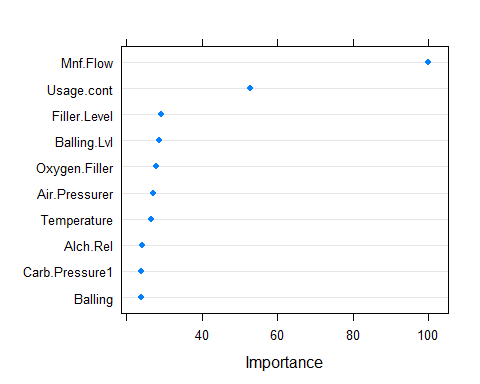 Mnf.Flow
Usage.cont
Filler.Level
Balling.Lvl
Oxygen.Filler
Air.Pressurer
Temperature
Alch.Rel
Carb.Pressure1
Balling
40 60 80 100
Importance